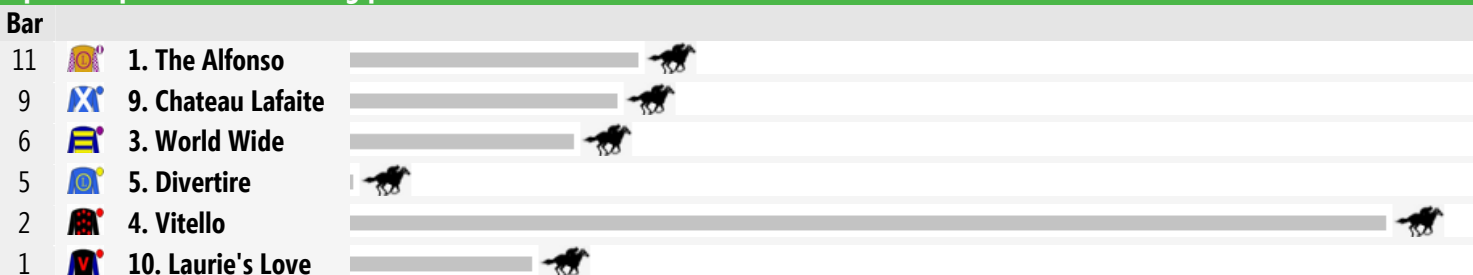 Bar
11 1. The Alfonso
9 9. Chateau Lafaite
6 3. World Wide
5 5. Divertire
2 4. Vitello
1 10. Laurie's Love